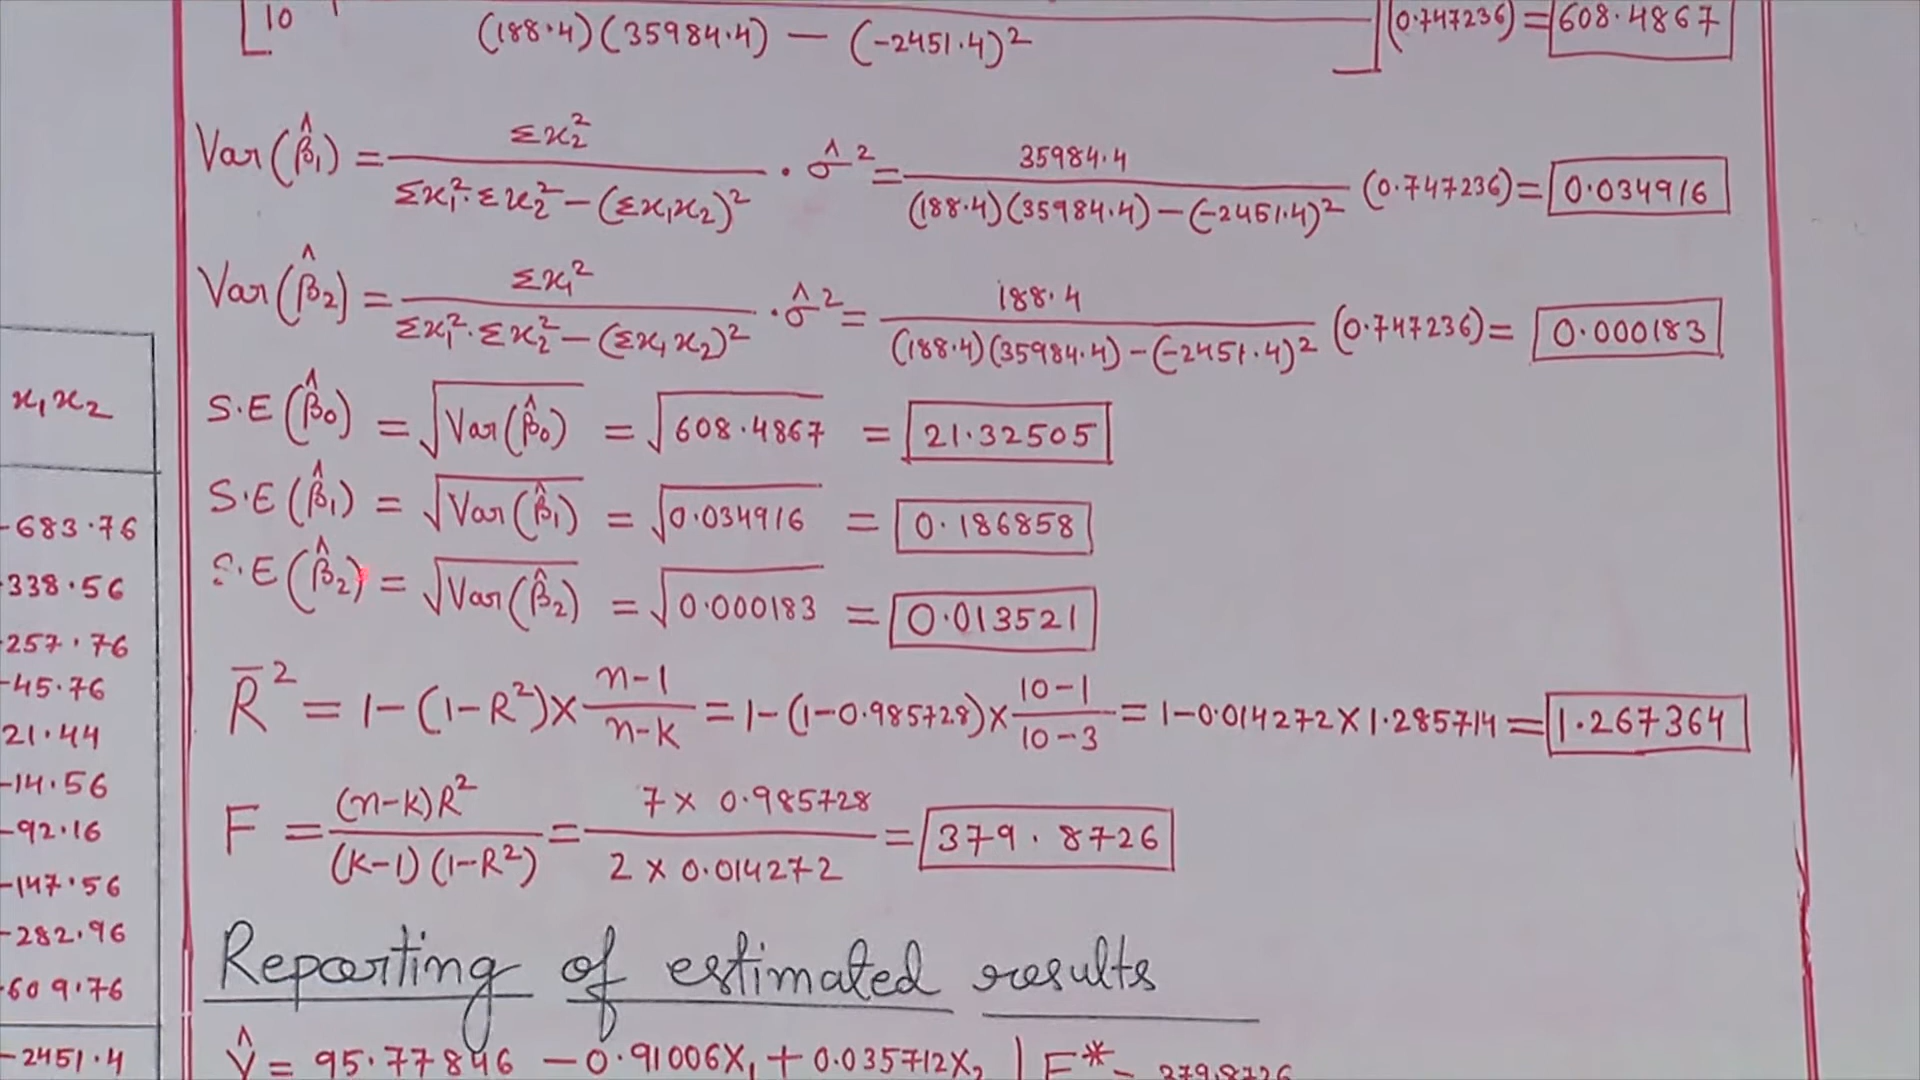 [10 (188.4)(35984.4) − (−2451.4)² ](0.747236) = 608.4867
Var(β̂₁) = Σx₂² / Σx₁².Σx₂² − (Σx₁x₂)² . σ̂² = 35984.4 / (188.4)(35984.4) − (−2451.4)² (0.747236) = 0.034916
Var(β̂₂) = Σx₁² / Σx₁².Σx₂² − (Σx₁x₂)² . σ̂² = 188.4 / (188.4)(35984.4) − (−2451.4)² (0.747236) = 0.000183
S.E(β̂₀) = √Var(β̂₀) = √608.4867 = 21.32505
S.E(β̂₁) = √Var(β̂₁) = √0.034916 = 0.186858
S.E(β̂₂) = √Var(β̂₂) = √0.000183 = 0.013521
R̄² = 1−(1−R²)× n−1 / n−k = 1−(1−0.985728)× 10−1 / 10−3 = 1−0.014272×1.285714 = 1.267364
F = (n−k)R² / (k−1)(1−R²) = 7 × 0.985728 / 2 × 0.014272 = 379.8726
Reporting of estimated results
Ŷ = 95.77846 − 0.91006X₁ + 0.035712X₂ | F* = 379.8726
x₁x₂
-683.76
-338.56
-257.76
-45.76
21.44
-14.56
-92.16
-147.56
-282.96
-609.76
-2451.4